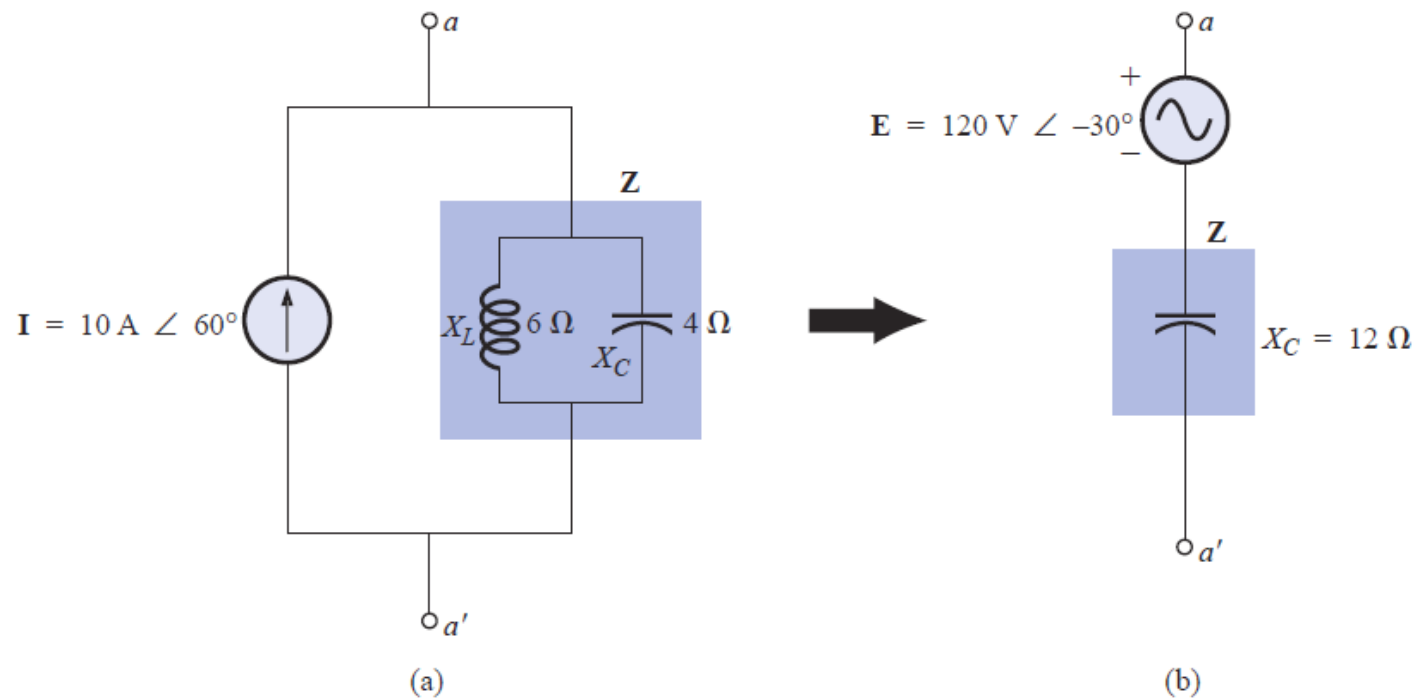 a
Z
I = 10 A ∠ 60°
X_L
6 Ω
X_C
4 Ω
a′
(a)
a
+
E = 120 V ∠ –30°
–
Z
X_C = 12 Ω
a′
(b)